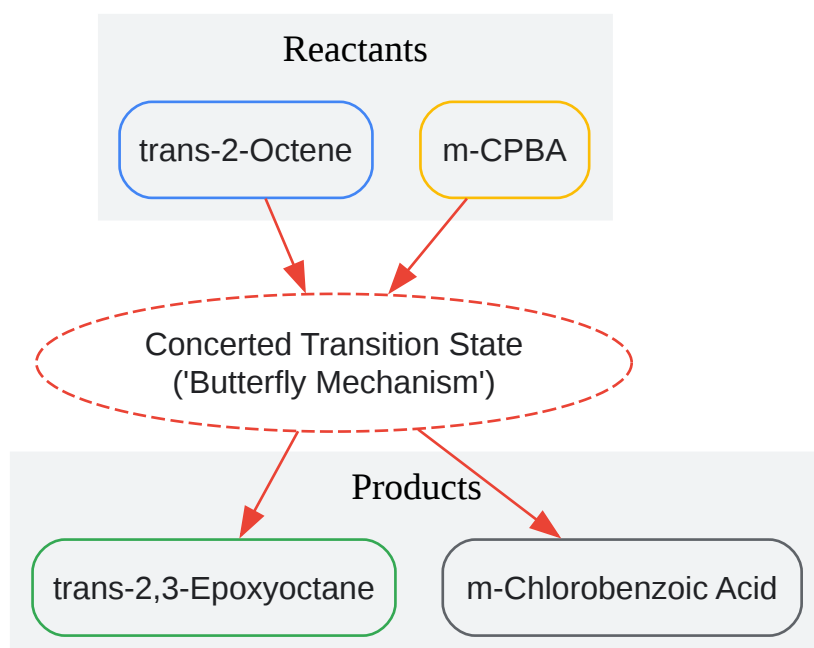 Reactants
trans-2-Octene
m-CPBA
Concerted Transition State
('Butterfly Mechanism')
Products
trans-2,3-Epoxyoctane
m-Chlorobenzoic Acid